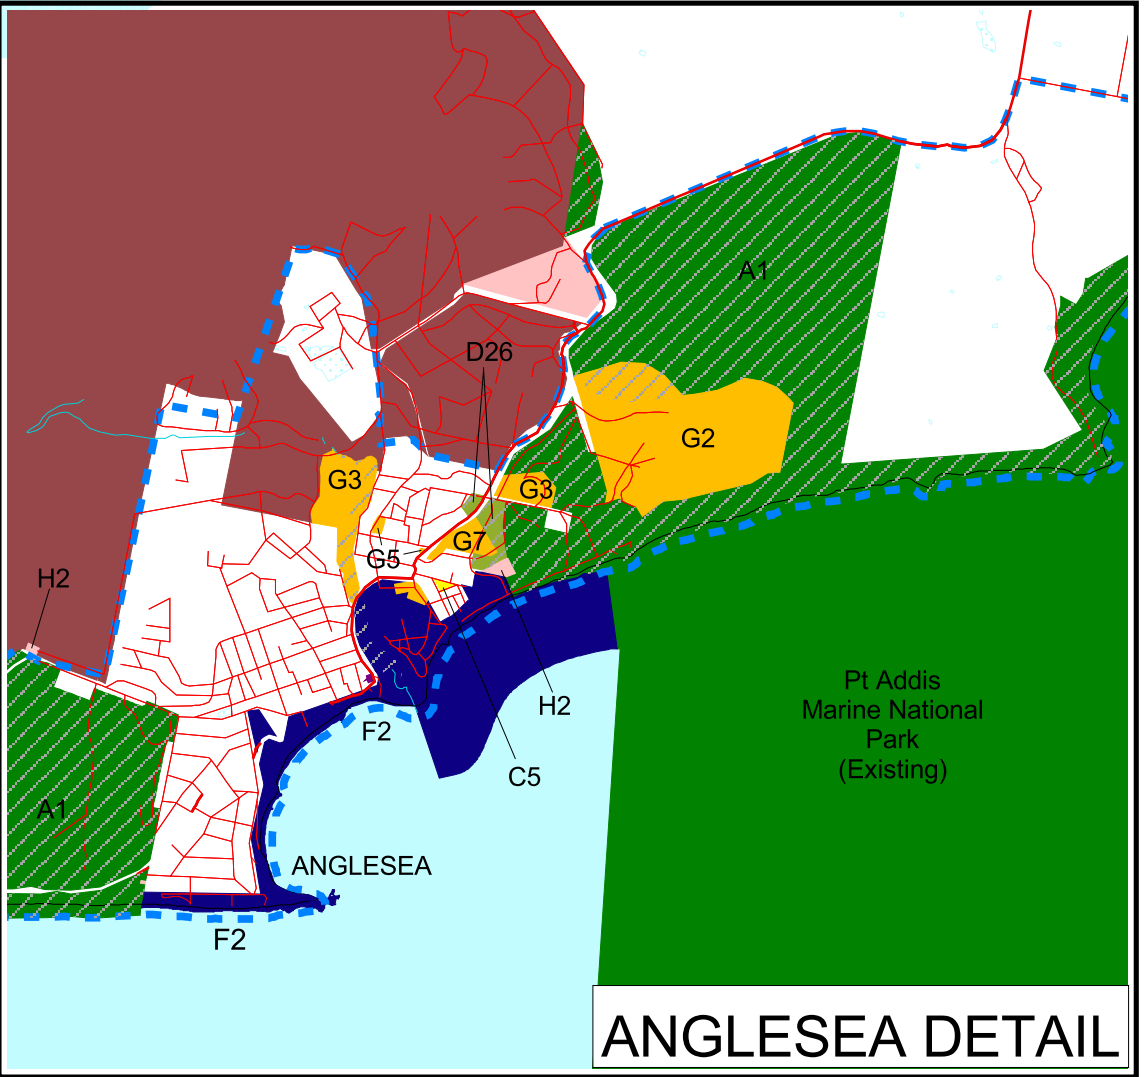 A1
D26
G2
G3
G3
G7
G5
H2
Pt Addis
Marine National
Park
(Existing)
H2
F2
C5
A1
ANGLESEA
F2
ANGLESEA DETAIL